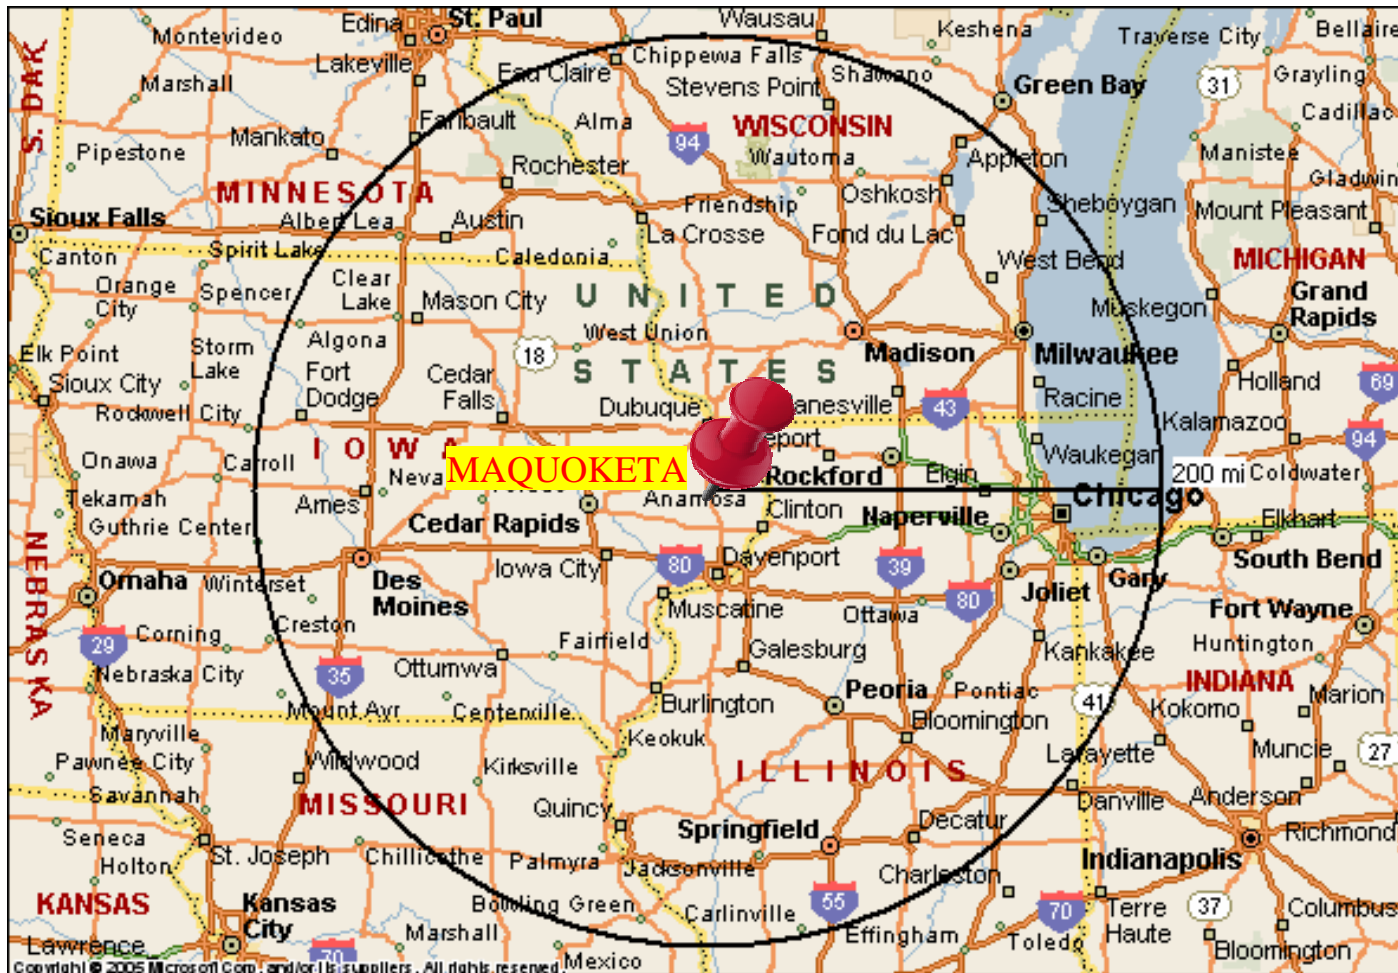 St. Paul
Edina
Wausau
Keshena
Bellaire
Montevideo
Traverse City
Chippewa Falls
Lakeville
Eau Claire
Shawano
Grayling
Marshall
Stevens Point
Green Bay
31
Cadillac
S. DAK
Faribault
Alma
WISCONSIN
Mankato
94
Wautoma
Appleton
Manistee
Pipestone
Rochester
Gladwin
MINNESOTA
Oshkosh
Sioux Falls
Albert Lea
Austin
Friendship
Sheboygan
Mount Pleasant
La Crosse
Fond du Lac
Spirit Lake
Canton
Caledonia
West Bend
MICHIGAN
Orange
City
Spencer
Clear
Lake
Mason City
UNITED
Muskegon
Grand
Rapids
Algona
West Union
Storm
Lake
18
Madison
Milwaukee
Elk Point
Fort
Dodge
Cedar
Falls
STATES
Holland
69
Sioux City
Racine
Rockwell City
Dubuque
anesville
43
Kalamazoo
94
IOWA
eport
Waukegan
Onawa
Carroll
Neva
MAQUOKETA
Rockford
Elgin
200 mi
Coldwater
Tekamah
Ames
Anamosa
Clinton
Chicago
Guthrie Center
Cedar Rapids
Naperville
Elkhart
NEBRASKA
Omaha
Winterset
Des
Moines
Iowa City
80
Davenport
39
Joliet
Gary
South Bend
80
Muscatine
Ottawa
Fort Wayne
29
Corning
Creston
Fairfield
Kankakee
Huntington
Nebraska City
35
Ottumwa
Galesburg
Peoria
Pontiac
41
INDIANA
Marion
Mount Ayr
Centerville
Burlington
Bloomington
Kokomo
Maryville
Keokuk
Lafayette
Muncie
27
Pawnee City
Wildwood
Kirksville
ILLINOIS
Savannah
MISSOURI
Quincy
Danville
Anderson
Seneca
Springfield
Decatur
Richmond
Holton
St. Joseph
Chillicothe
Palmyra
Jacksonville
Charleston
Indianapolis
KANSAS
Kansas
City
Bowling Green
Carlinville
55
70
Terre
Haute
37
Columbus
Lawrence
70
Marshall
Mexico
Effingham
Toledo
Bloomington
Copyright © 2005 Microsoft Corp. and/or its suppliers. All rights reserved.